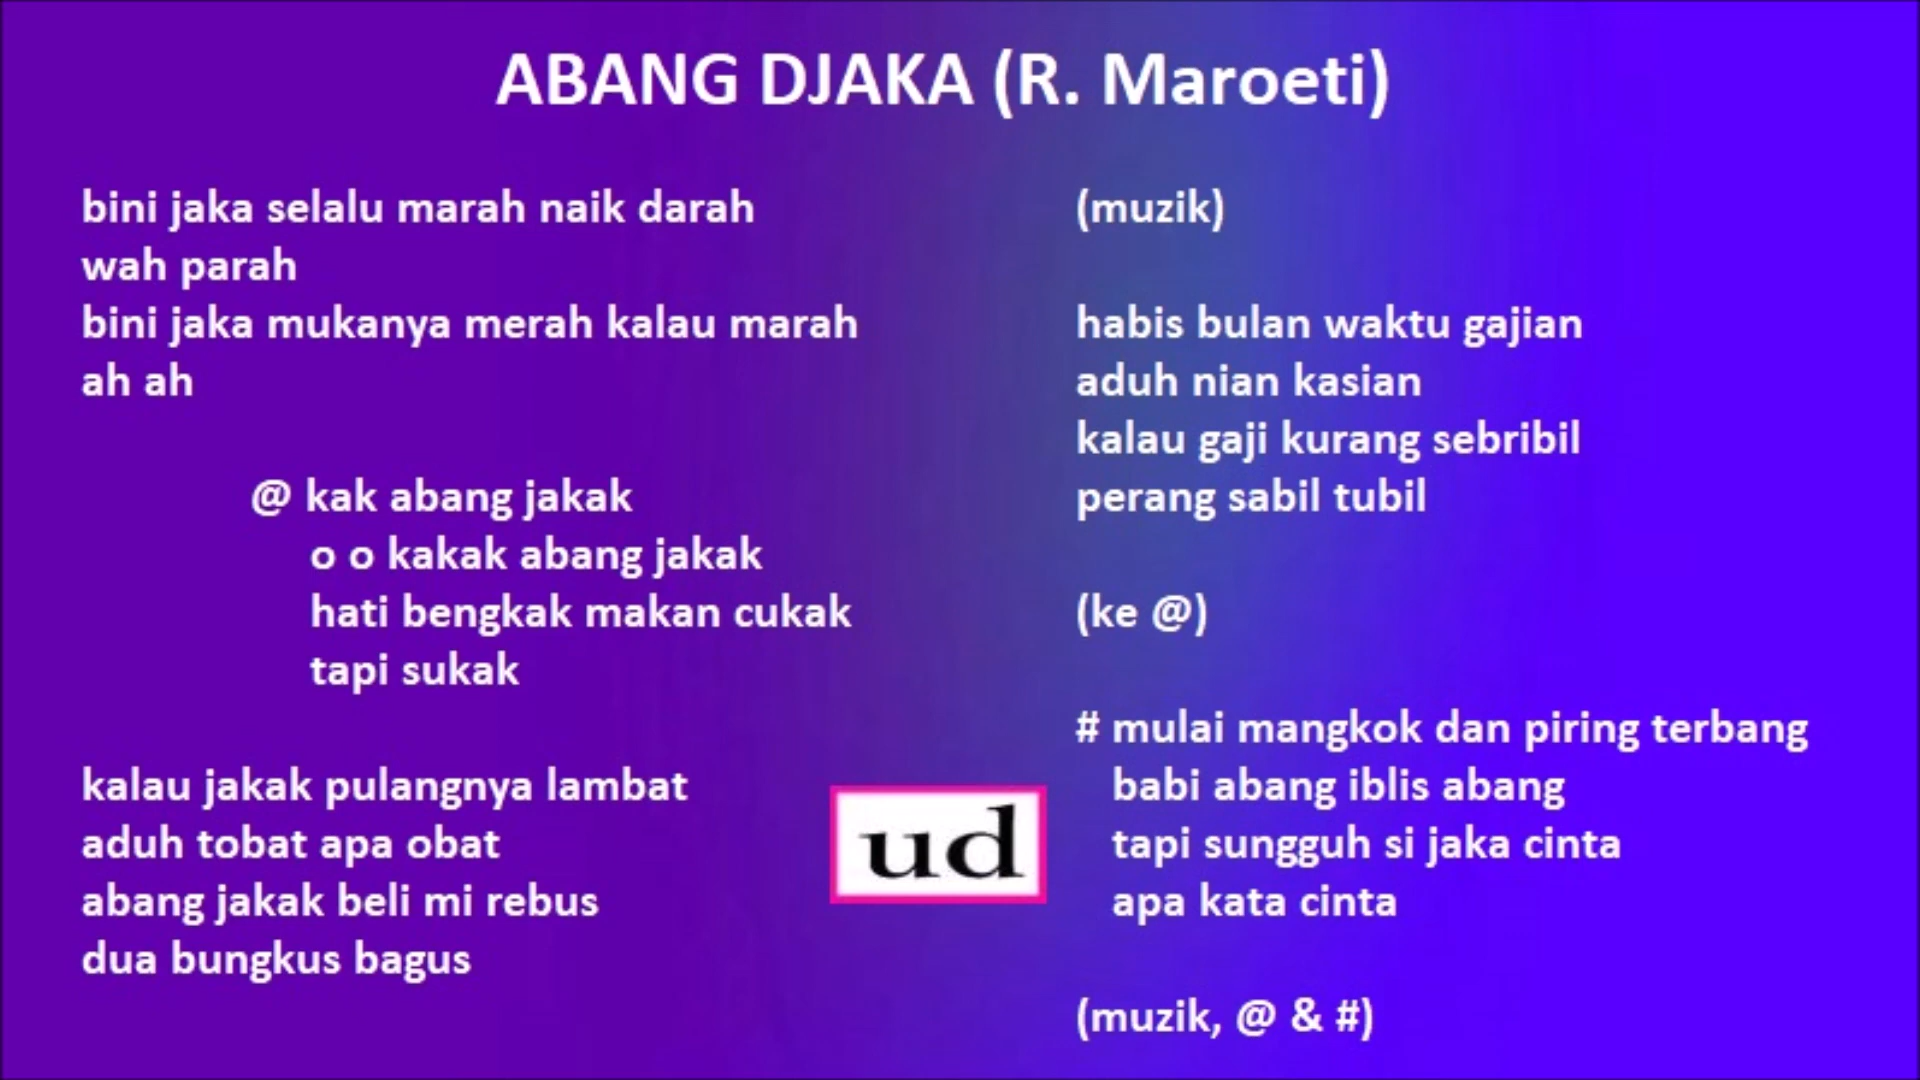 ABANG DJAKA (R. Maroeti)
bini jaka selalu marah naik darah
wah parah
bini jaka mukanya merah kalau marah
ah ah
@ kak abang jakak
o o kakak abang jakak
hati bengkak makan cukak
tapi sukak
kalau jakak pulangnya lambat
aduh tobat apa obat
abang jakak beli mi rebus
dua bungkus bagus
(muzik)
habis bulan waktu gajian
aduh nian kasian
kalau gaji kurang sebribil
perang sabil tubil
(ke @)
# mulai mangkok dan piring terbang
babi abang iblis abang
tapi sungguh si jaka cinta
apa kata cinta
(muzik, @ & #)
ud